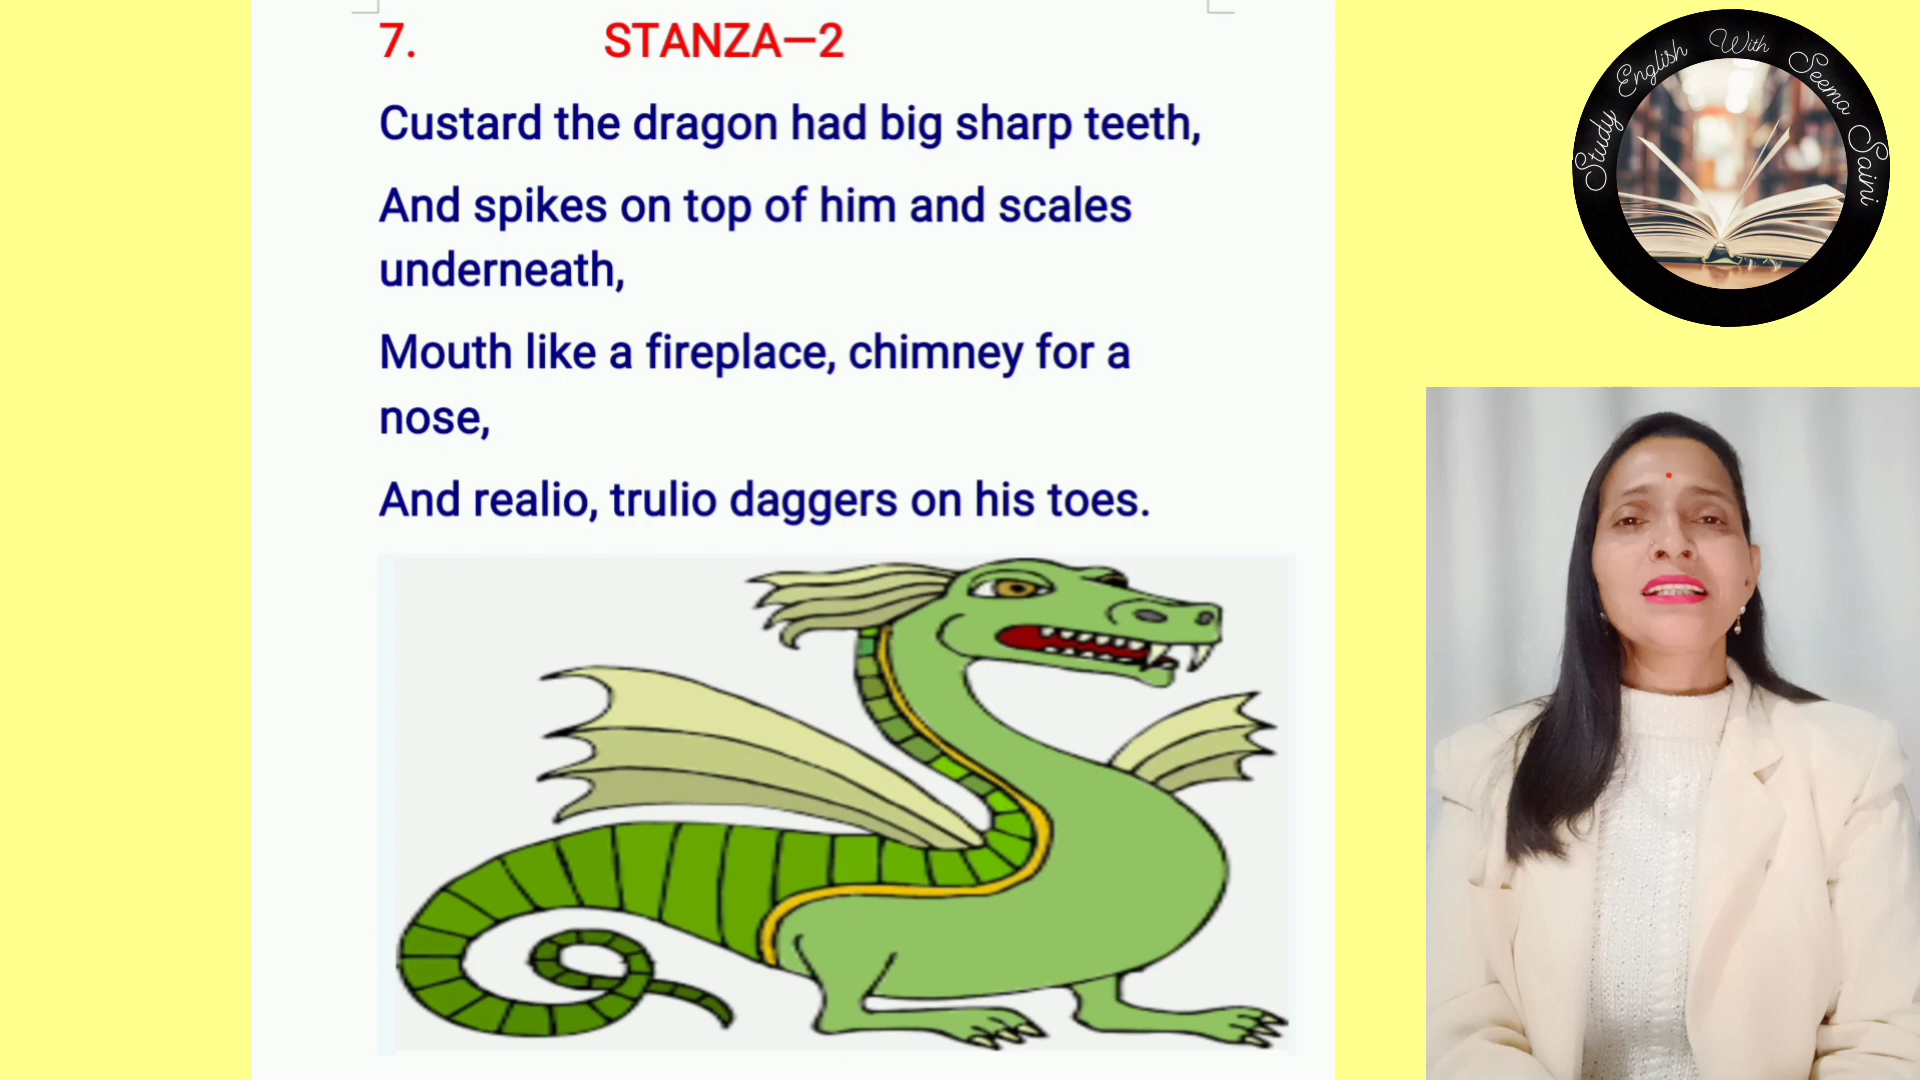 7. STANZA—2
Custard the dragon had big sharp teeth,
And spikes on top of him and scales
underneath,
Mouth like a fireplace, chimney for a
nose,
And realio, trulio daggers on his toes.
Study English With Seema Saini